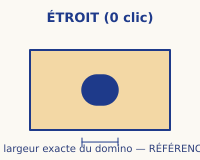 ÉTROIT (0 clic)
largeur exacte du domino — RÉFÉRENC